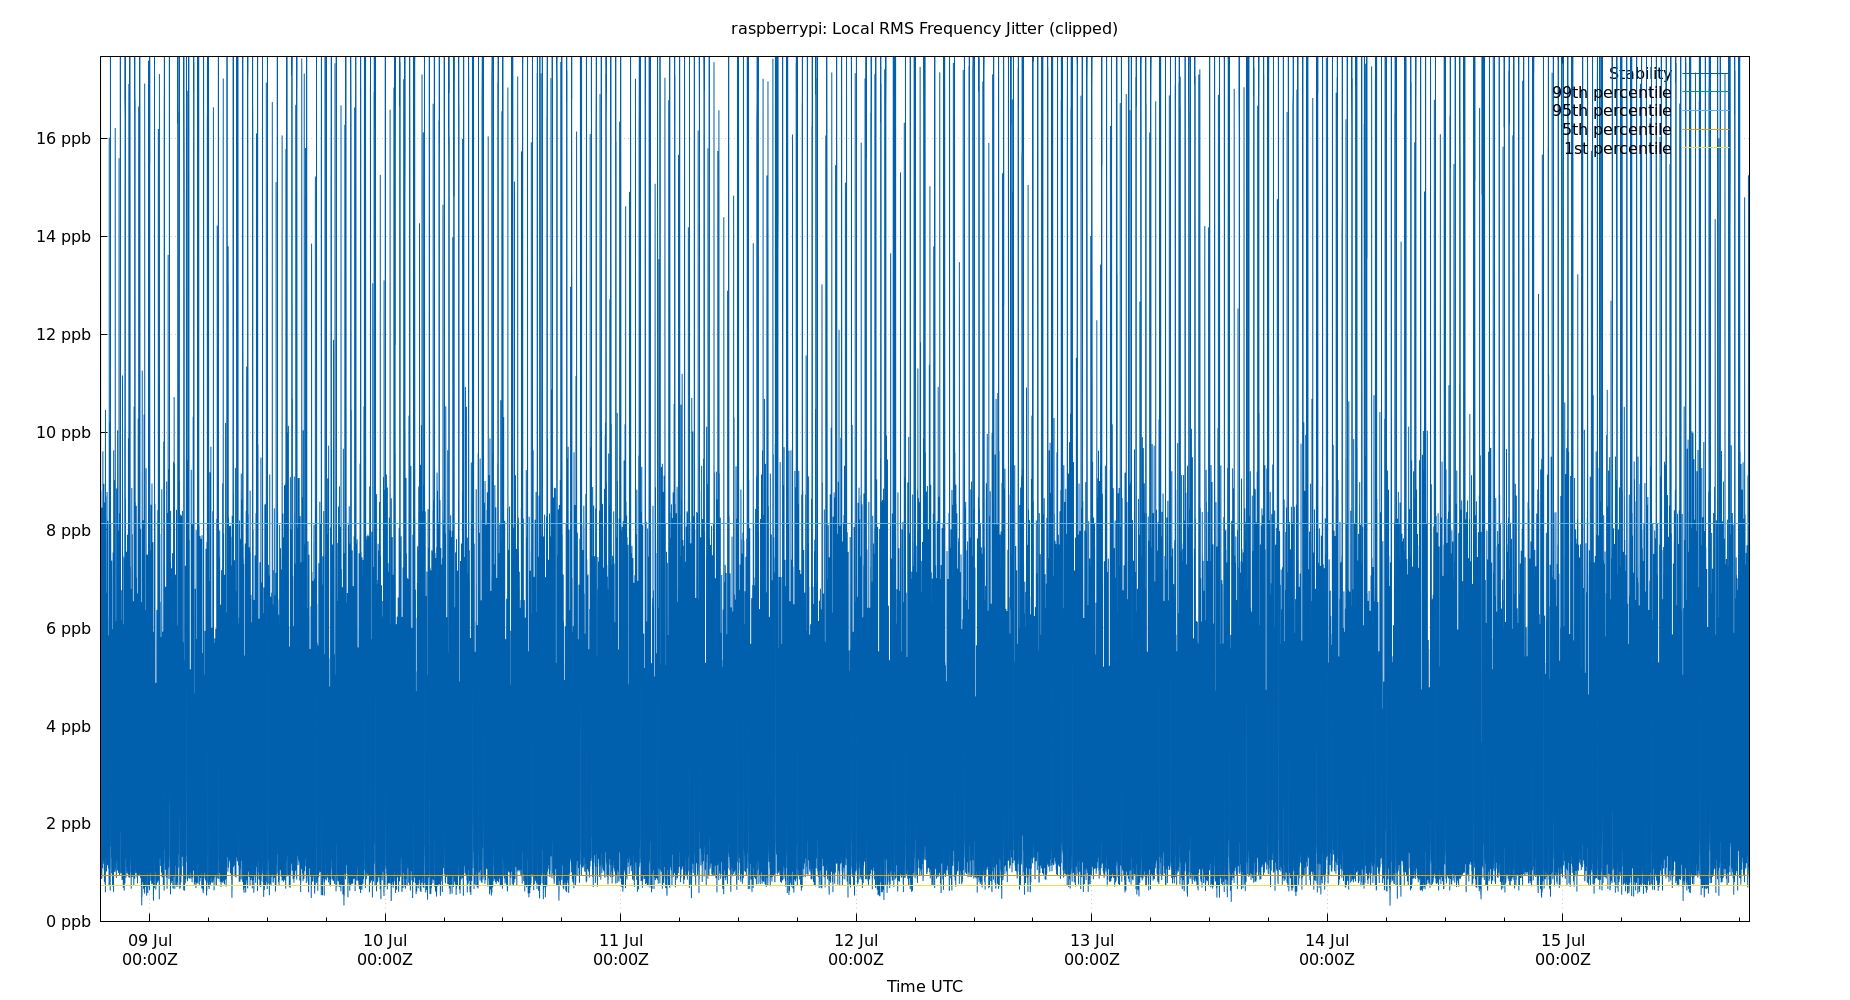 raspberrypi: Local RMS Frequency Jitter (clipped)
Stability
99th percentile
95th percentile
5th percentile
1st percentile
16 ppb
14 ppb
12 ppb
10 ppb
8 ppb
6 ppb
4 ppb
2 ppb
0 ppb
09 Jul 10 Jul 11 Jul 12 Jul 13 Jul 14 Jul 15 Jul
00:00Z 00:00Z 00:00Z 00:00Z 00:00Z 00:00Z 00:00Z
Time UTC